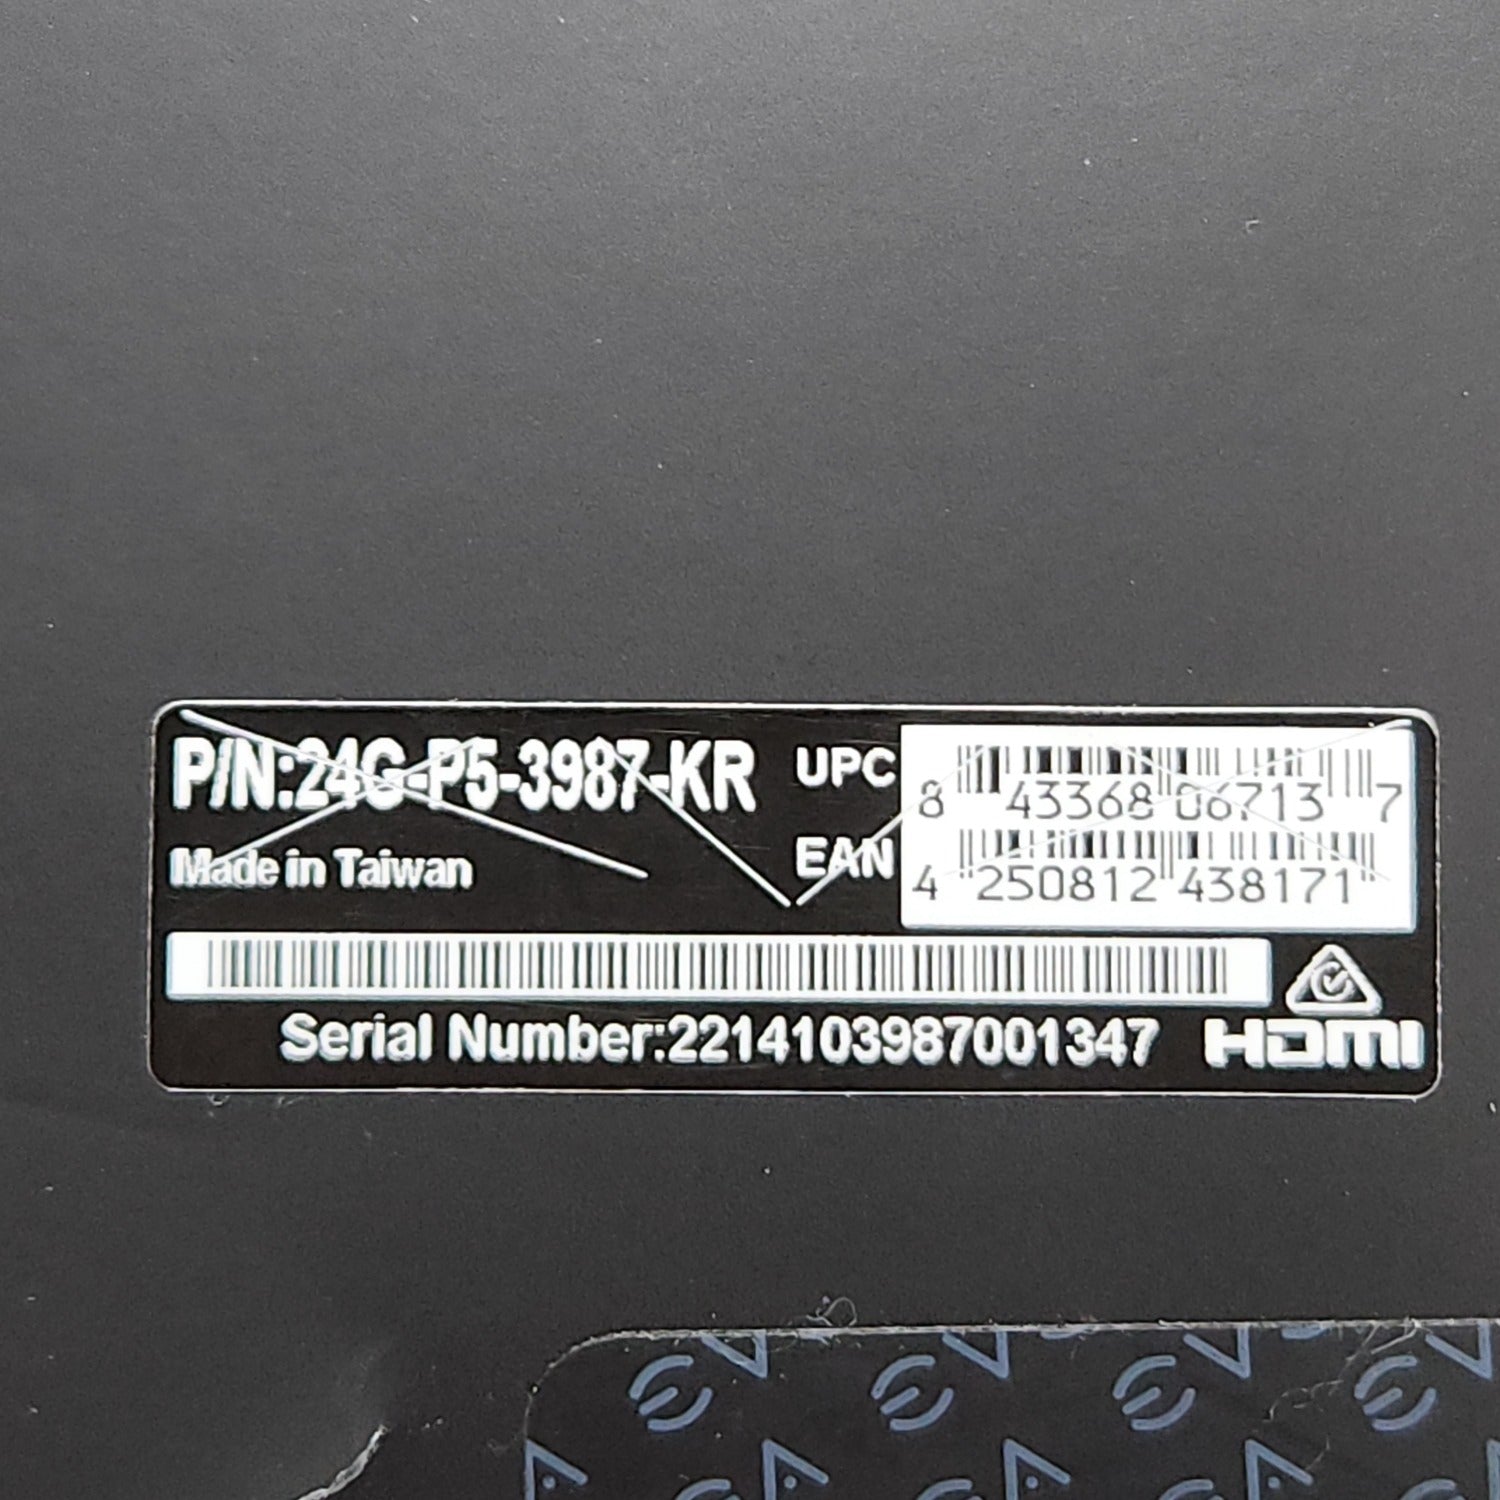 P/N:24G-P5-3987-KR
Made in Taiwan
UPC
8 43368 06713 7
EAN
4 250812 438171
Serial Number:2214103987001347
HDMI